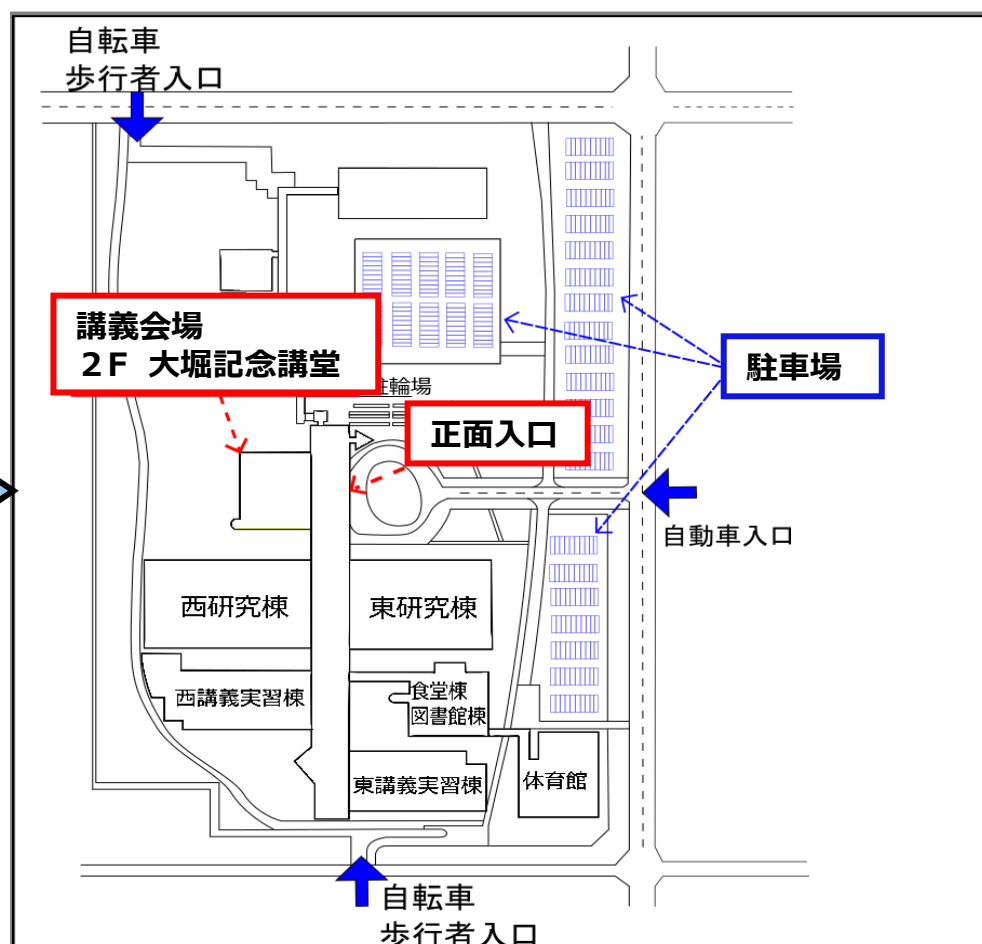 自転車
歩行者入口
講義会場
２Ｆ 大堀記念講堂
駐車場
駐輪場
正面入口
自動車入口
西研究棟
東研究棟
西講義実習棟
食堂棟
図書館棟
東講義実習棟
体育館
自転車
歩行者入口